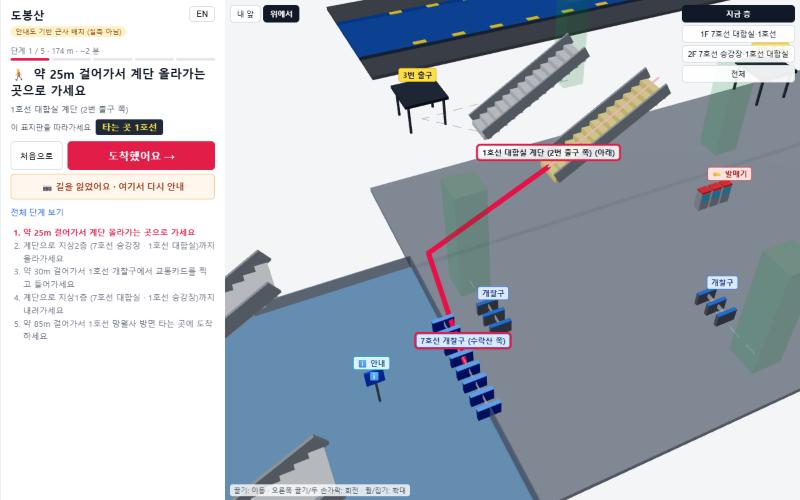 도봉산
EN
안내도 기반 근사 배치 (실측 아님)
단계 1 / 5 · 174 m · ~2 분
약 25m 걸어가서 계단 올라가는
곳으로 가세요
1호선 대합실 계단 (2번 출구 쪽)
이 표지판을 따라가세요 타는 곳 1호선
처음으로
도착했어요 →
길을 잃었어요 · 여기서 다시 안내
전체 단계 보기
1. 약 25m 걸어가서 계단 올라가는 곳으로 가세요
2. 계단으로 지상2층 (7호선 승강장 · 1호선 대합실)까지
올라가세요
3. 약 30m 걸어가서 1호선 개찰구에서 교통카드를 찍
고 들어가세요
4. 계단으로 지상1층 (7호선 대합실 · 1호선 승강장)까지
내려가세요
5. 약 85m 걸어가서 1호선 망월사 방면 타는 곳에 도착
하세요
내 앞
위에서
지금 층
1F 7호선 대합실·1호선
2F 7호선 승강장·1호선 대합실
전체
3번 출구
1호선 대합실 계단 (2번 출구 쪽) (아래)
발매기
개찰구
개찰구
7호선 개찰구 (수락산 쪽)
안내
끌기: 이동 · 오른쪽 끌기/두 손가락: 회전 · 휠/집기: 확대